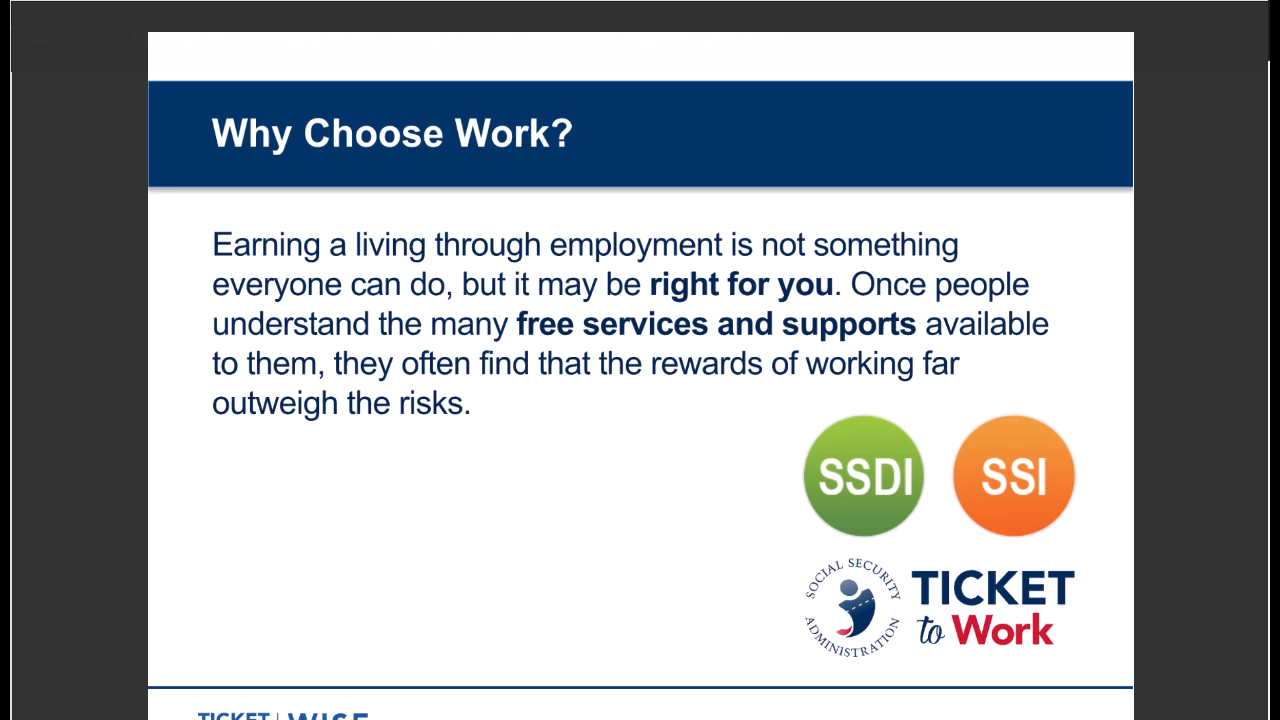 Why Choose Work?
Earning a living through employment is not something
everyone can do, but it may be right for you. Once people
understand the many free services and supports available
to them, they often find that the rewards of working far
outweigh the risks.
SSDI SSI
SOCIAL SECURITY
ADMINISTRATION
TICKET
to Work
TICKET | WISE